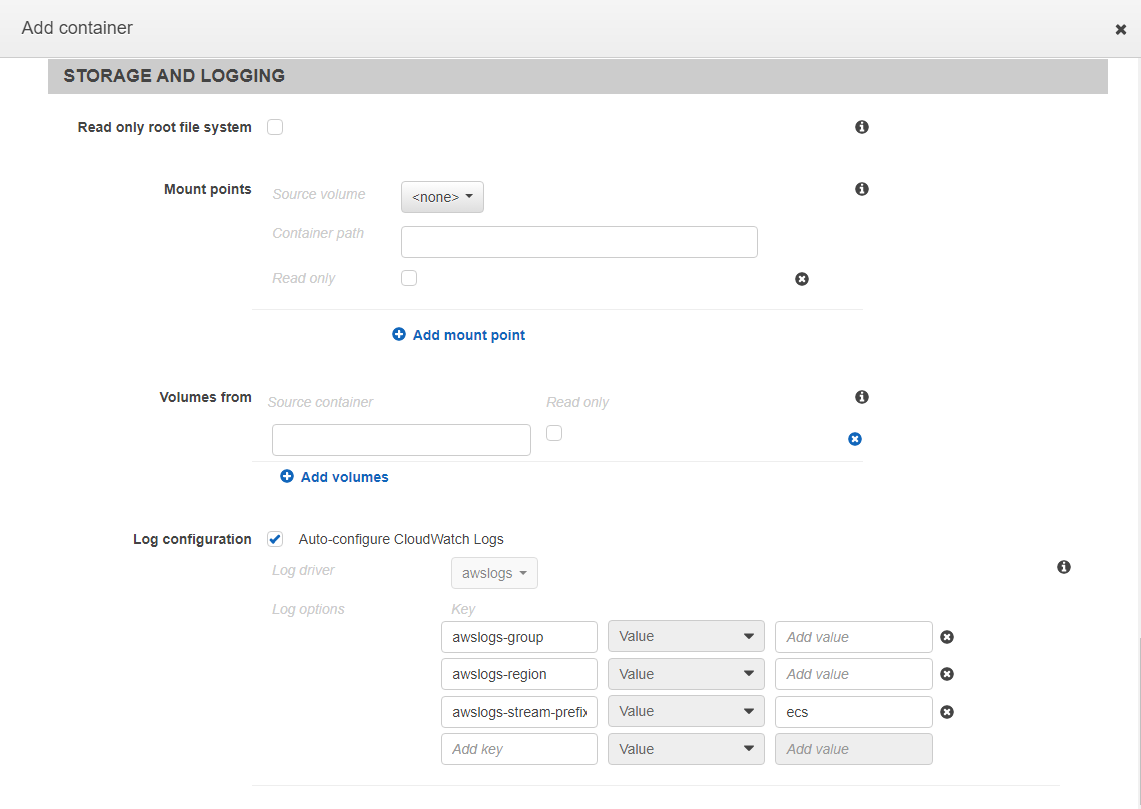 Add container
STORAGE AND LOGGING
Read only root file system
Mount points
Source volume
<none>
Container path
Read only
Add mount point
Volumes from
Source container Read only
Add volumes
Log configuration Auto-configure CloudWatch Logs
Log driver awslogs
Log options Key
awslogs-group Value Add value
awslogs-region Value Add value
awslogs-stream-prefix Value ecs
Add key Value Add value